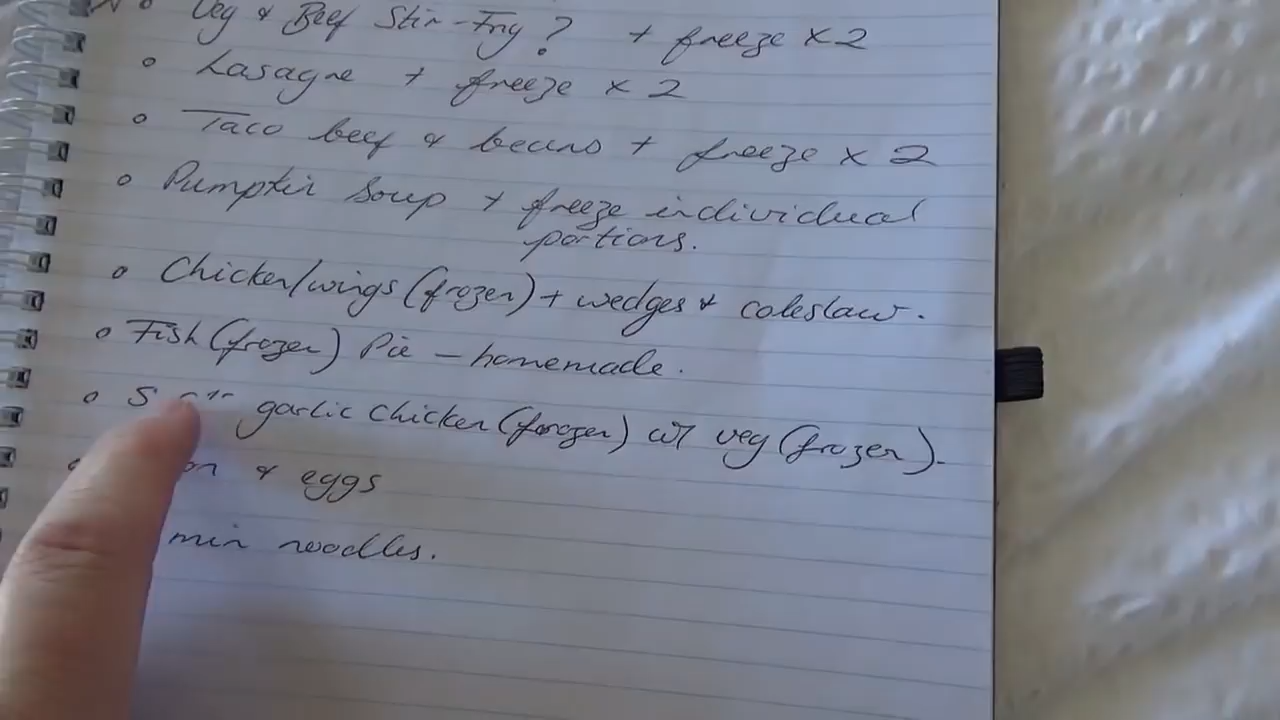 Veg & Beef Stir-Fry? + freeze x 2
Lasagne + freeze x 2
Taco beef & beans + freeze x 2
Pumpkin Soup + freeze individual
portions.
Chicken/wings (frozen) + wedges & coleslaw.
Fish (frozen) Pie - homemade.
garlic chicken (frozen) w/ veg (frozen).
& eggs
min noodles.